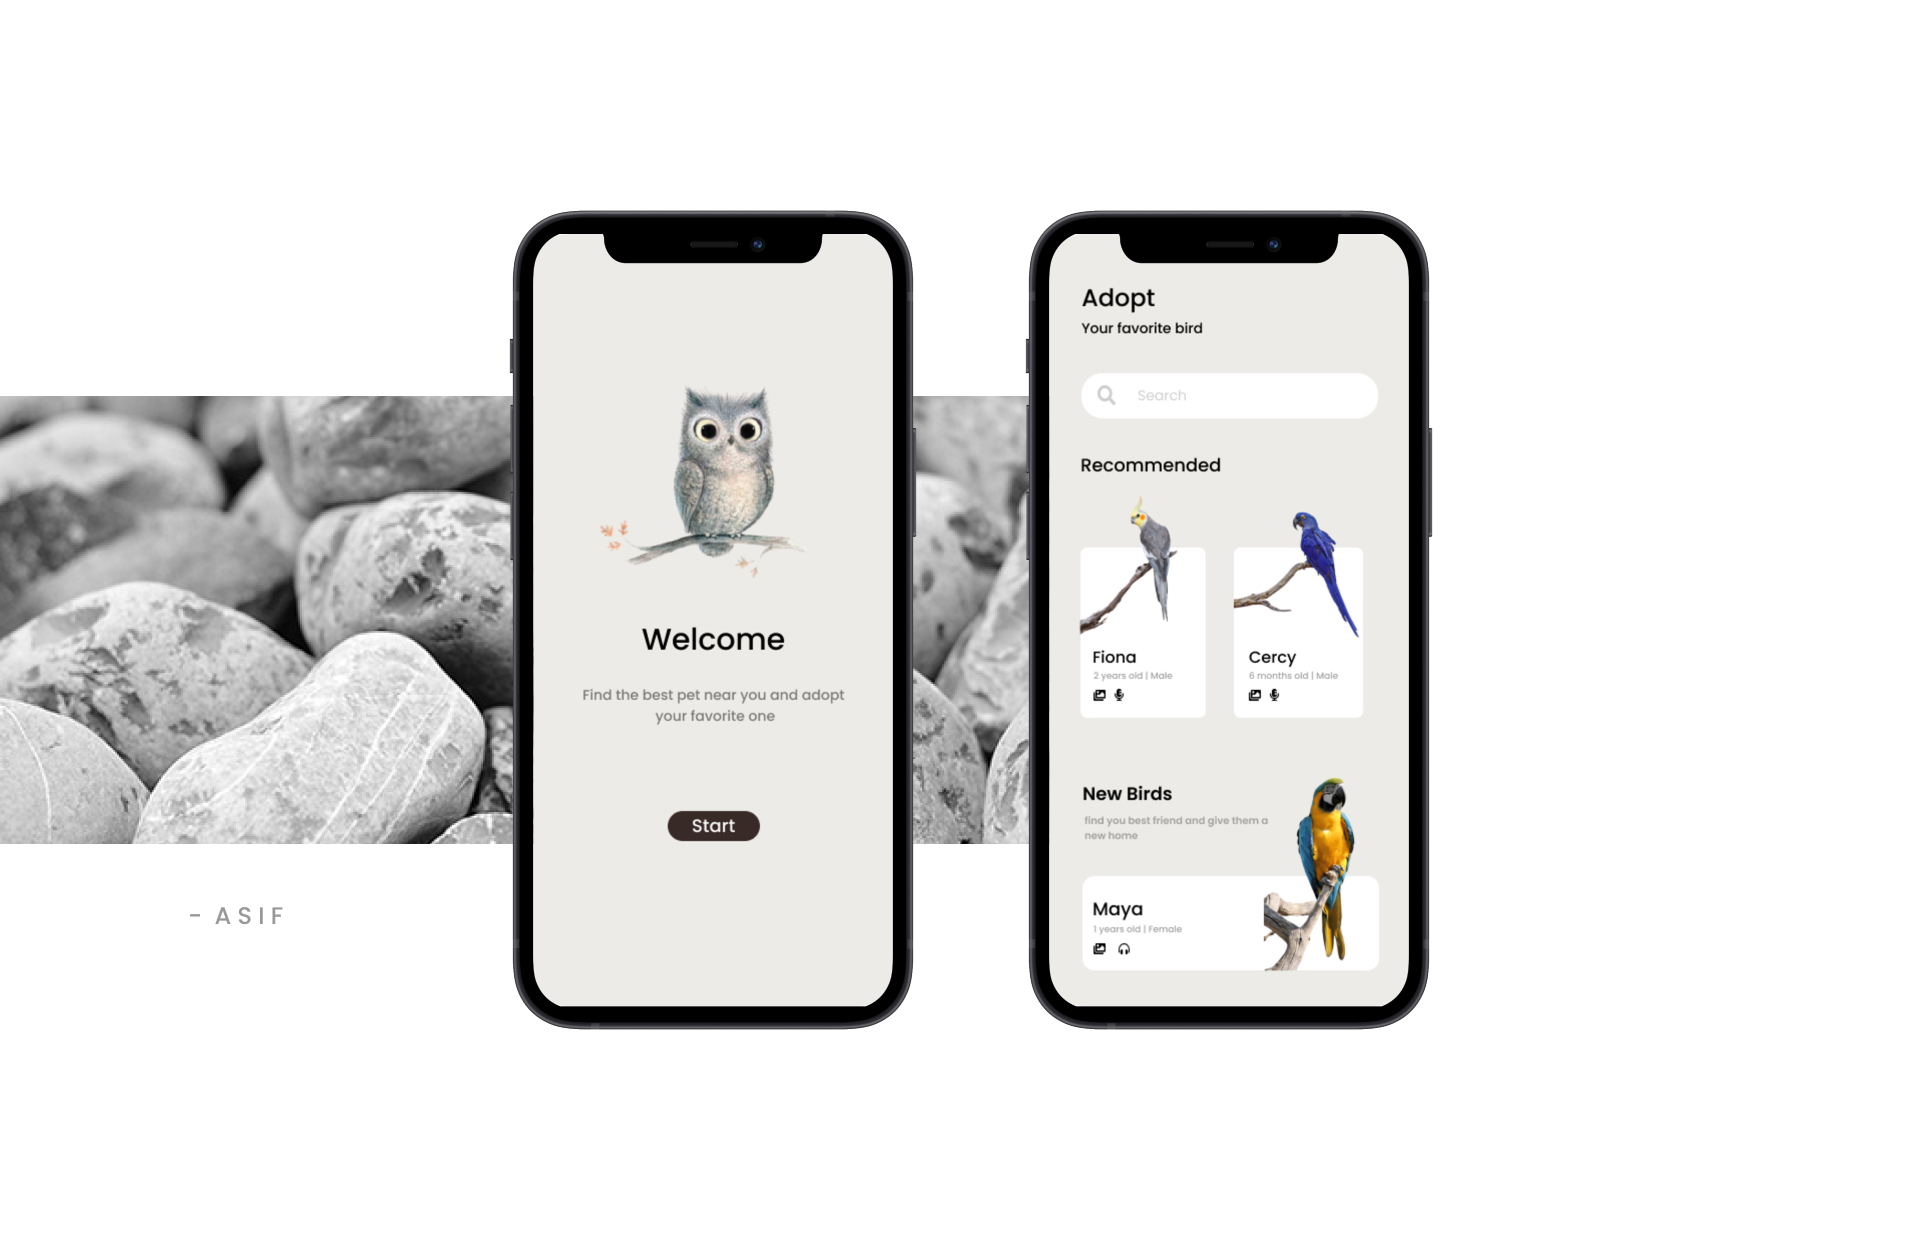 Welcome
Find the best pet near you and adopt
your favorite one
Start
Adopt
Your favorite bird
Search
Recommended
Fiona
2 years old | Male
Cercy
6 months old | Male
New Birds
find you best friend and give them a
new home
Maya
1 years old | Female
- ASIF